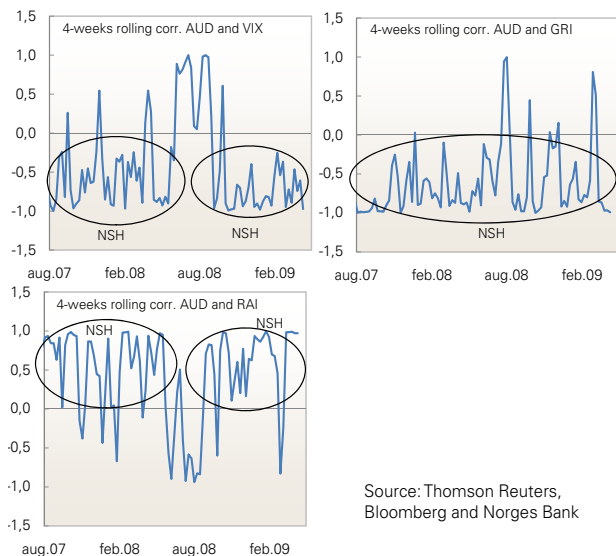 4-weeks rolling corr. AUD and VIX
1,5
1,0
0,5
0,0
-0,5
-1,0
-1,5
NSH
NSH
aug.07 feb.08 aug.08 feb.09
4-weeks rolling corr. AUD and GRI
1,5
1,0
0,5
0,0
-0,5
-1,0
-1,5
NSH
aug.07 feb.08 aug.08 feb.09
4-weeks rolling corr. AUD and RAI
1,5
1,0
0,5
0,0
-0,5
-1,0
-1,5
NSH
NSH
aug.07 feb.08 aug.08 feb.09
Source: Thomson Reuters,
Bloomberg and Norges Bank